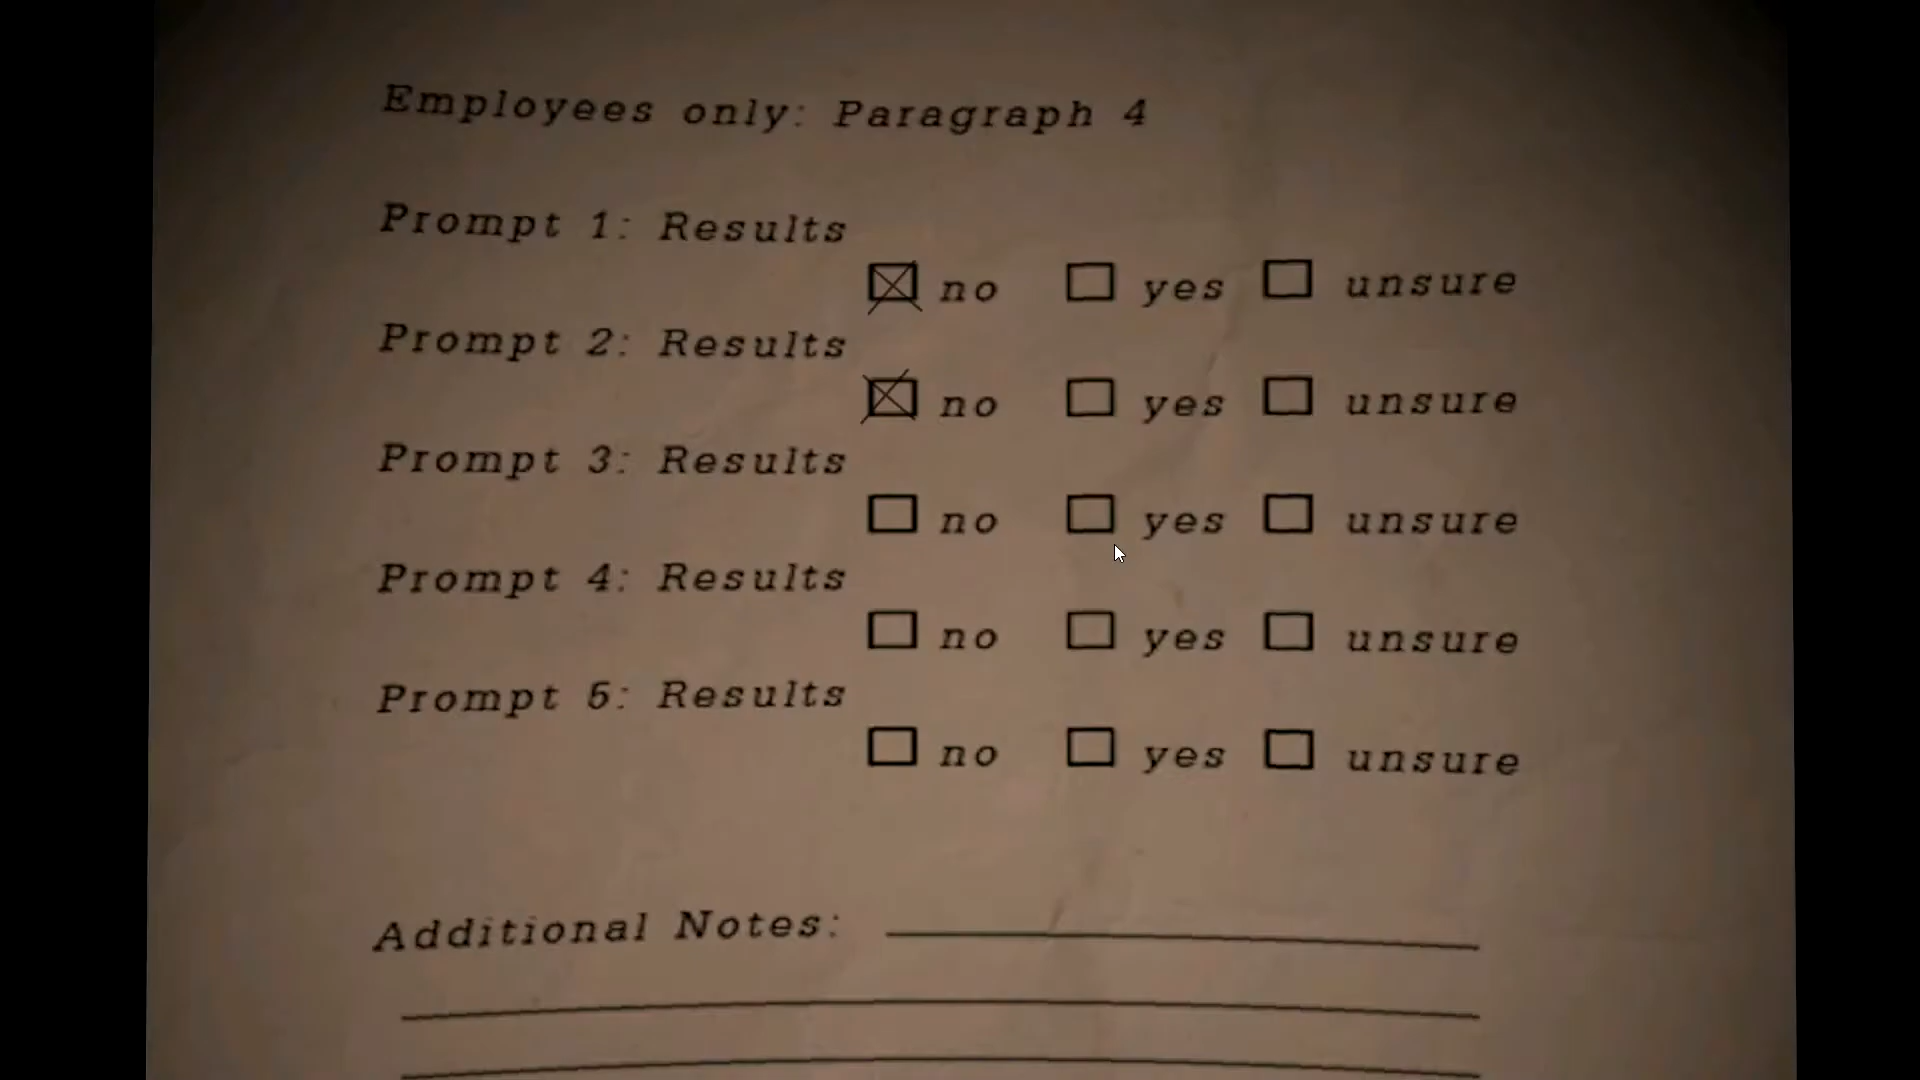 Employees only: Paragraph 4
Prompt 1: Results
no yes unsure
Prompt 2: Results
no yes unsure
Prompt 3: Results
no yes unsure
Prompt 4: Results
no yes unsure
Prompt 5: Results
no yes unsure
Additional Notes: